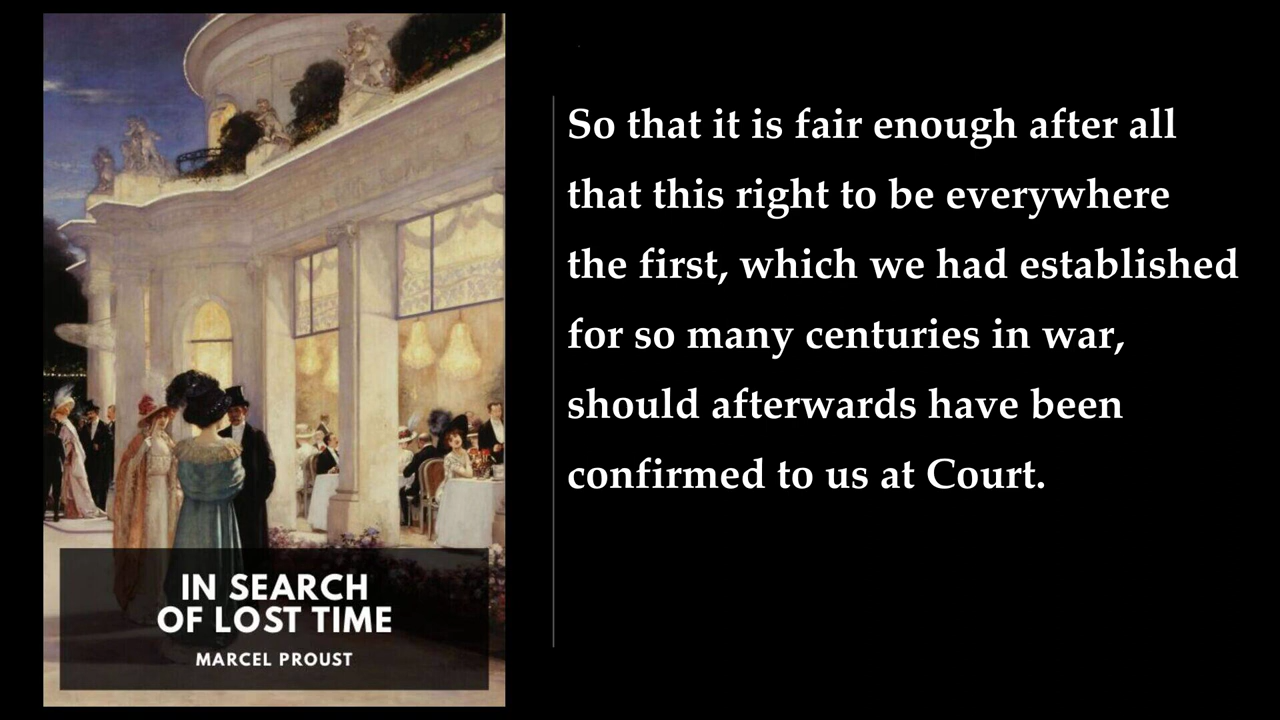 IN SEARCH
OF LOST TIME
MARCEL PROUST
So that it is fair enough after all
that this right to be everywhere
the first, which we had established
for so many centuries in war,
should afterwards have been
confirmed to us at Court.